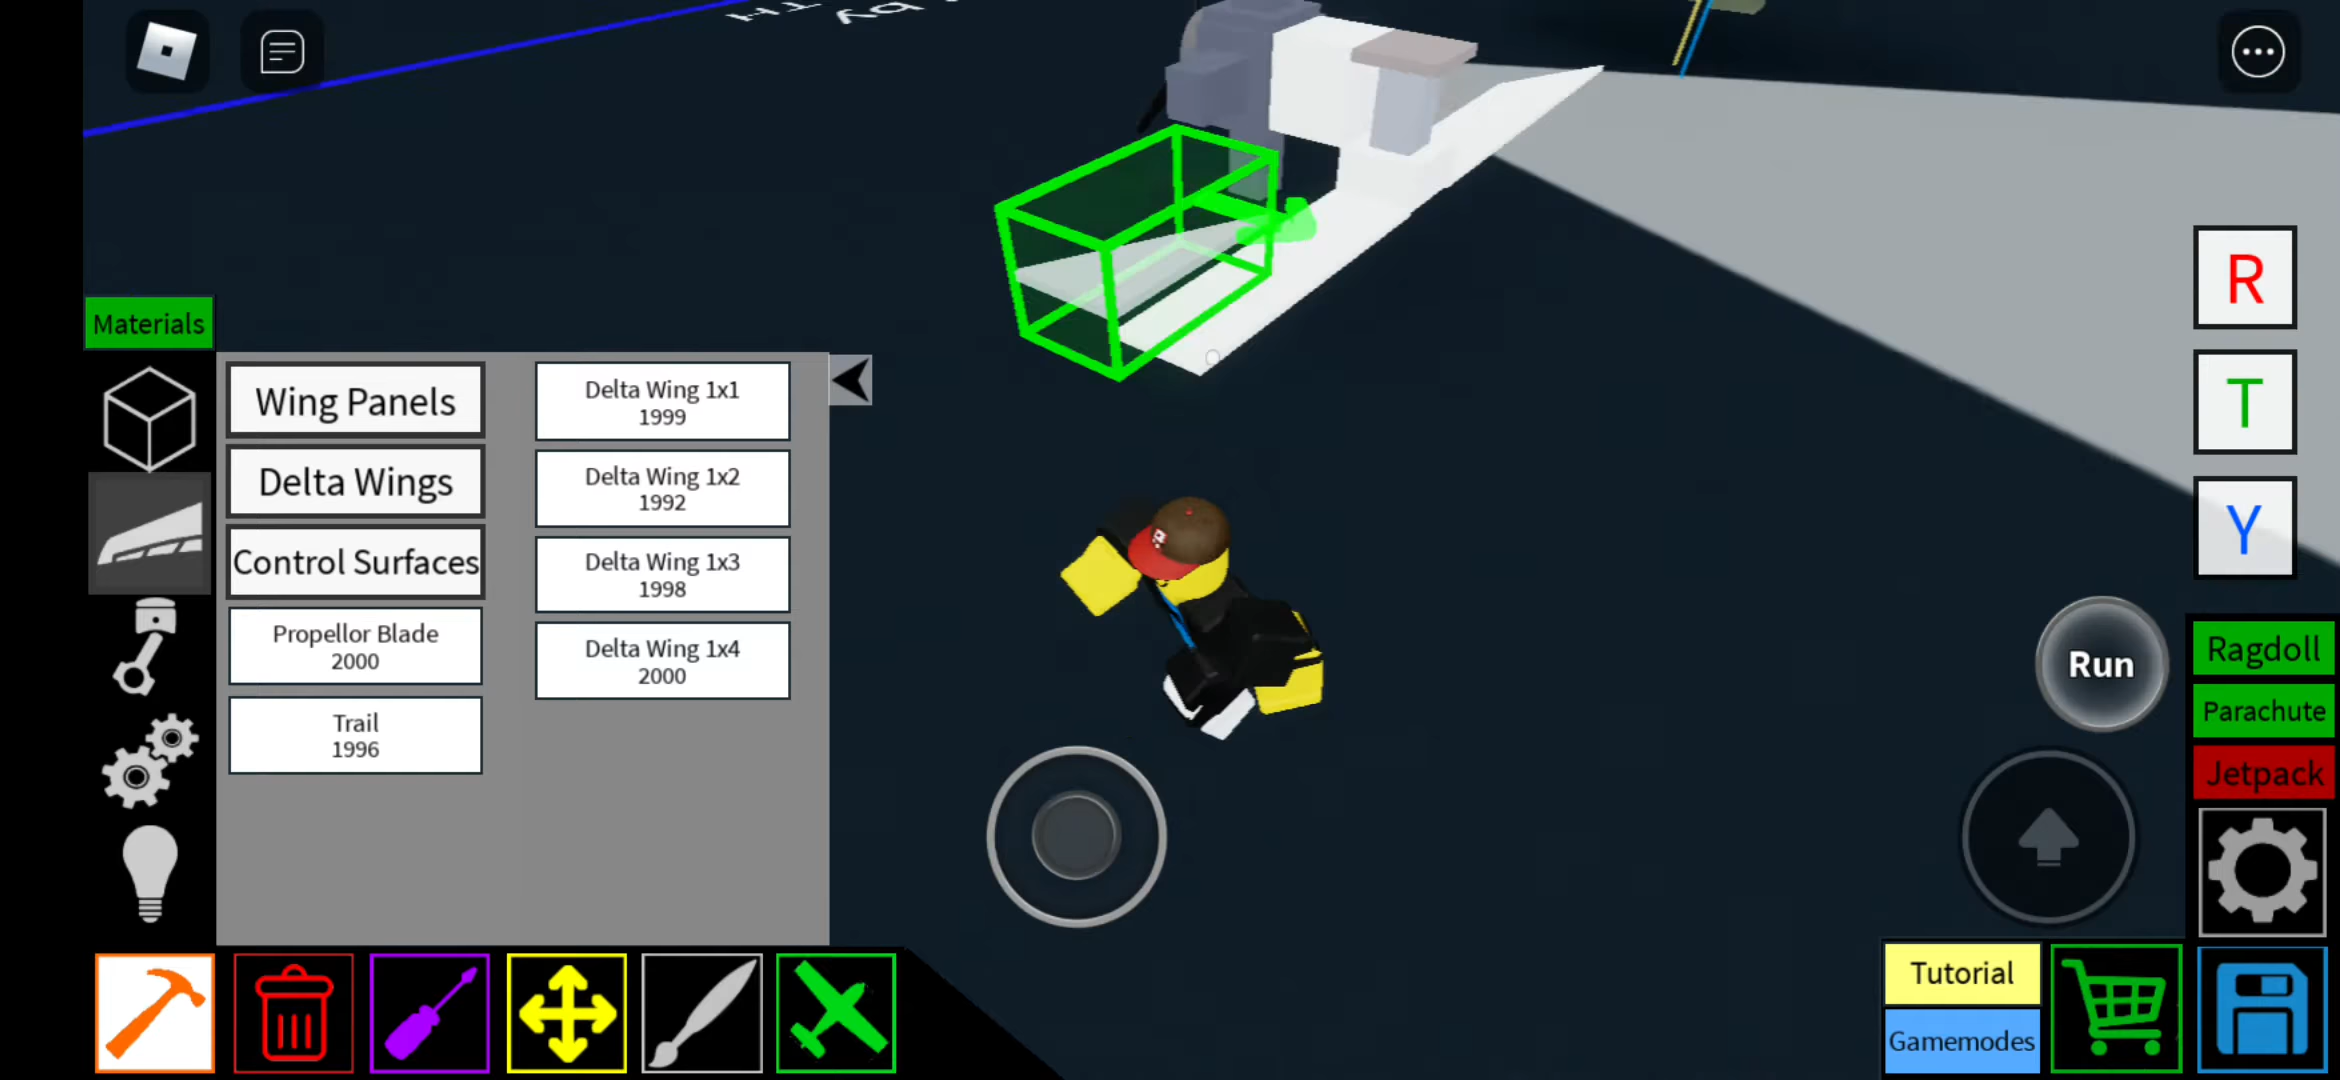 Materials
Wing Panels
Delta Wings
Control Surfaces
Propellor Blade
2000
Trail
1996
Delta Wing 1x1
1999
Delta Wing 1x2
1992
Delta Wing 1x3
1998
Delta Wing 1x4
2000
R
T
Y
Run
Ragdoll
Parachute
Jetpack
Tutorial
Gamemodes